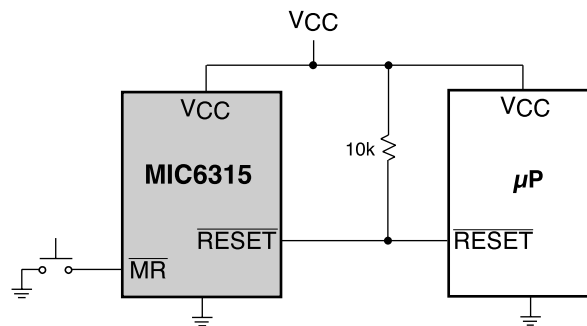 VCC
VCC
VCC
10k
MIC6315
µP
RESET
RESET
MR